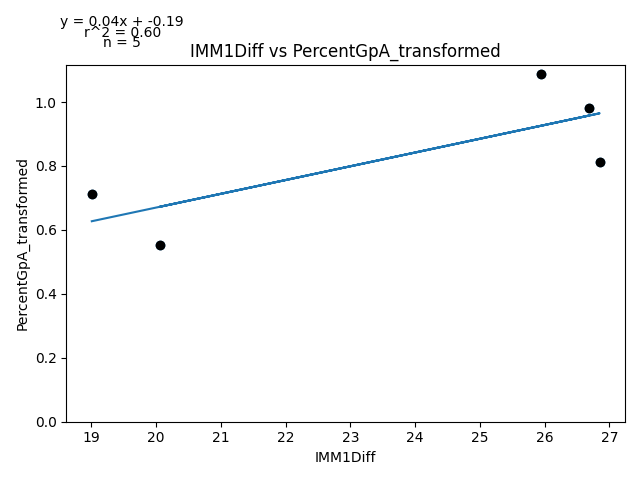 y = 0.04x + -0.19
r^2 = 0.60
n = 5
IMM1Diff vs PercentGpA_transformed
PercentGpA_transformed
1.0
0.8
0.6
0.4
0.2
0.0
19 20 21 22 23 24 25 26 27
IMM1Diff